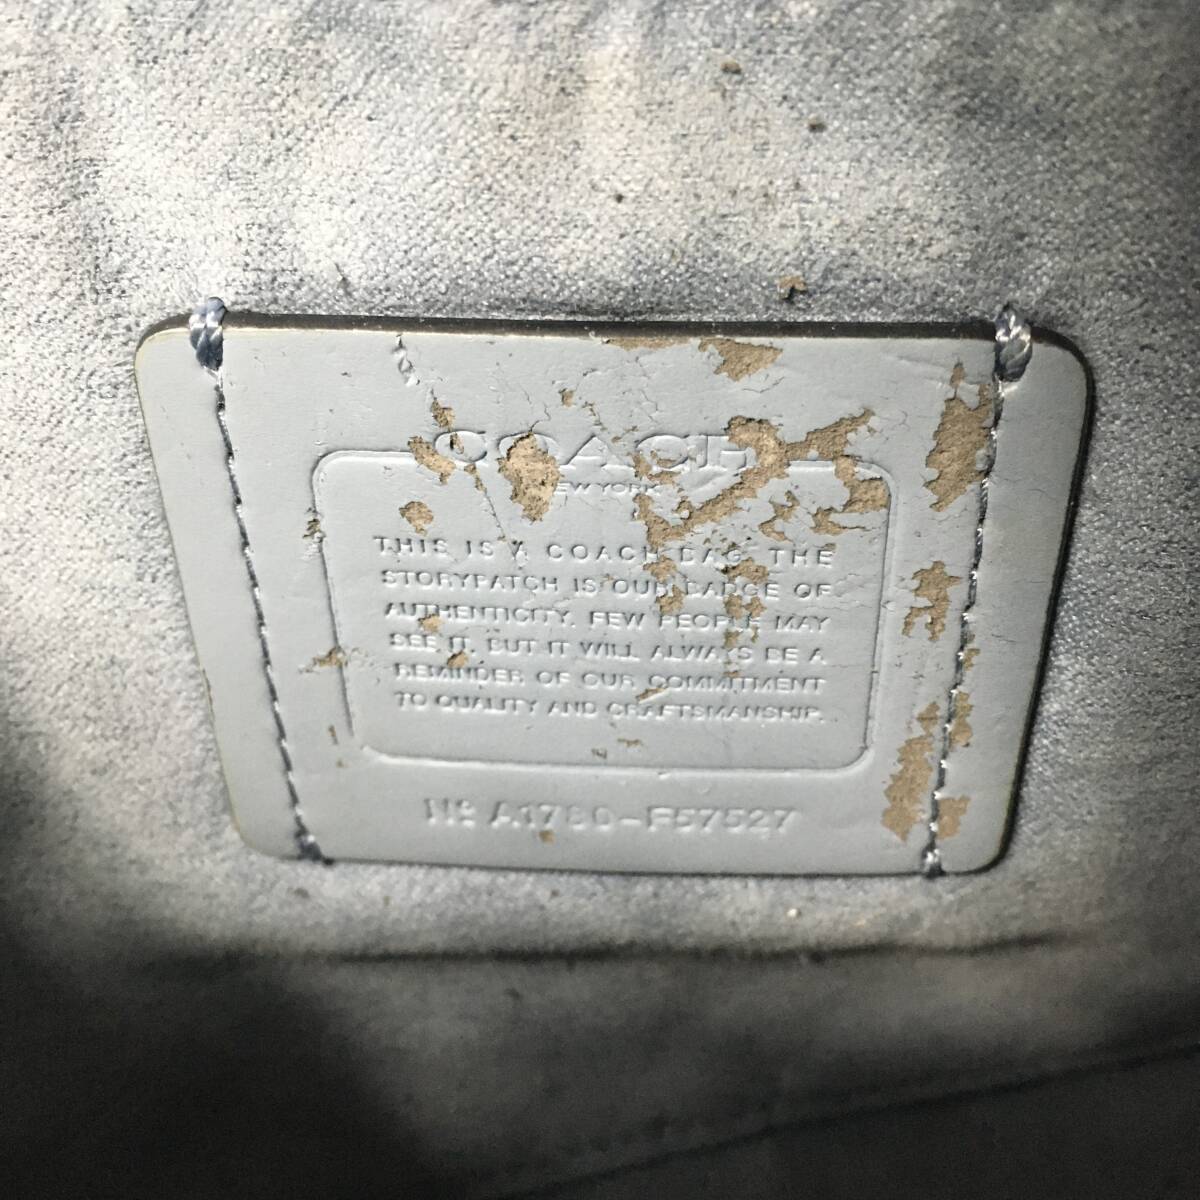 COACH
NEW YORK
THIS IS A COACH BAG. THE
STORYPATCH IS OUR BADGE OF
AUTHENTICITY. FEW PEOPLE MAY
SEE IT, BUT IT WILL ALWAYS BE A
REMINDER OF OUR COMMITMENT
TO QUALITY AND CRAFTSMANSHIP.
Nº A1780-F57527